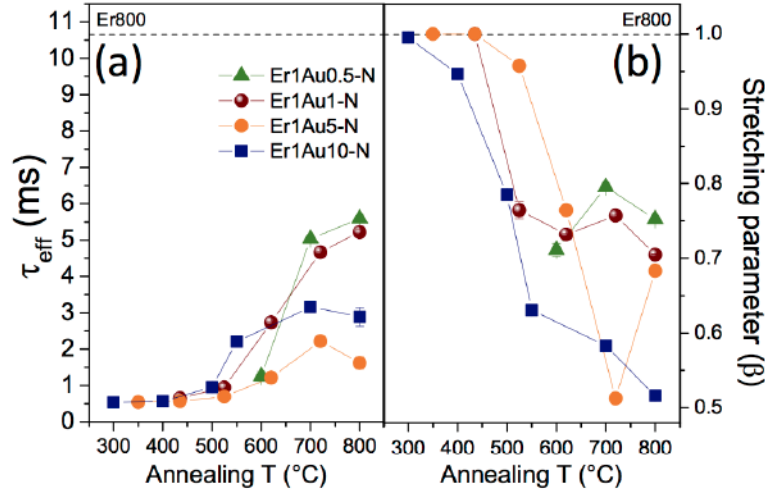 Er800
Er800
(a)
(b)
Er1Au0.5-N
Er1Au1-N
Er1Au5-N
Er1Au10-N
τeff (ms)
11
10
9
8
7
6
5
4
3
2
1
0
1.0
0.9
0.8
0.7
0.6
0.5
Stretching parameter (β)
300 400 500 600 700 800
300 400 500 600 700 800
Annealing T (°C)
Annealing T (°C)